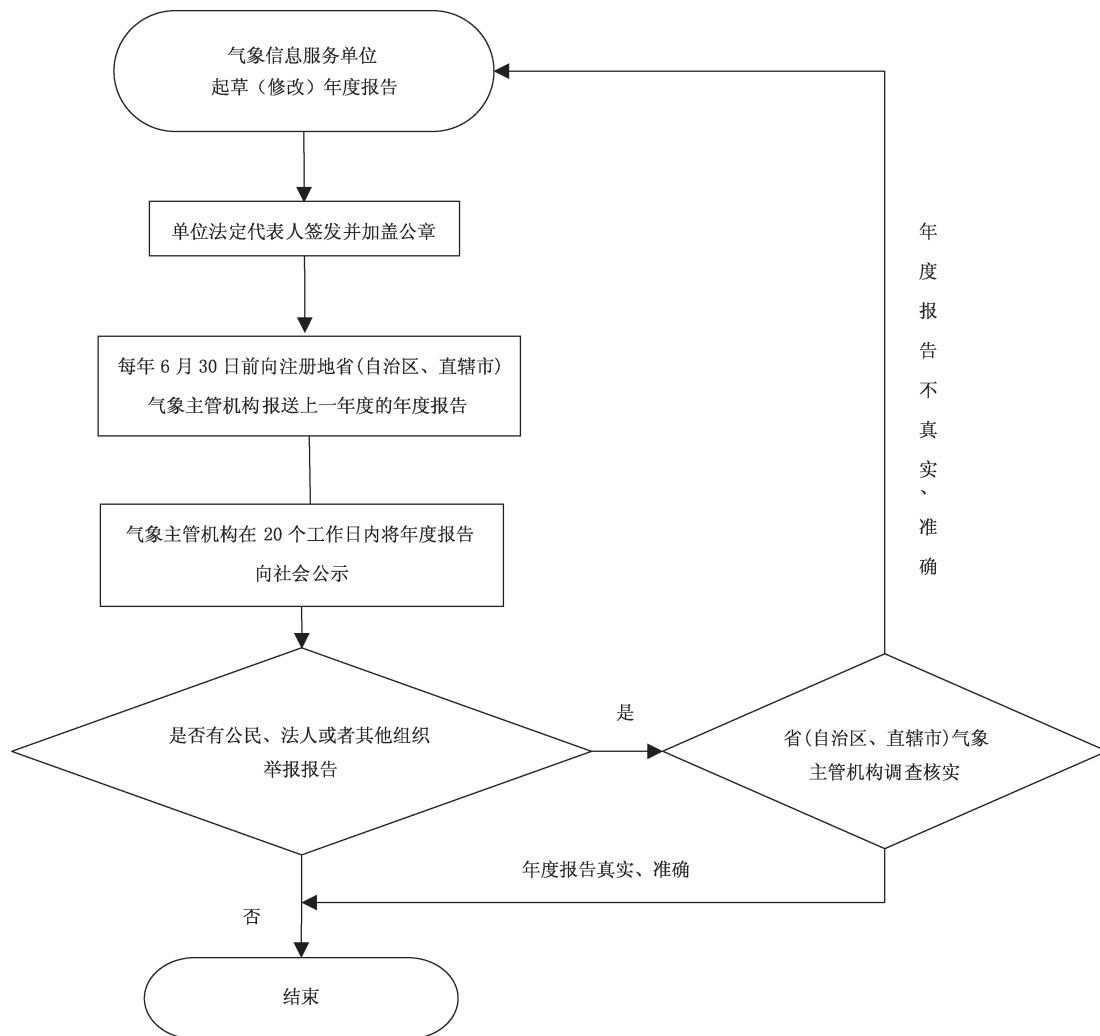 气象信息服务单位
起草（修改）年度报告
单位法定代表人签发并加盖公章
每年 6 月 30 日前向注册地省(自治区、直辖市)
气象主管机构报送上一年度的年度报告
气象主管机构在 20 个工作日内将年度报告
向社会公示
是否有公民、法人或者其他组织
举报报告
是
省(自治区、直辖市)气象
主管机构调查核实
年度报告不真实、准确
年度报告真实、准确
否
结束